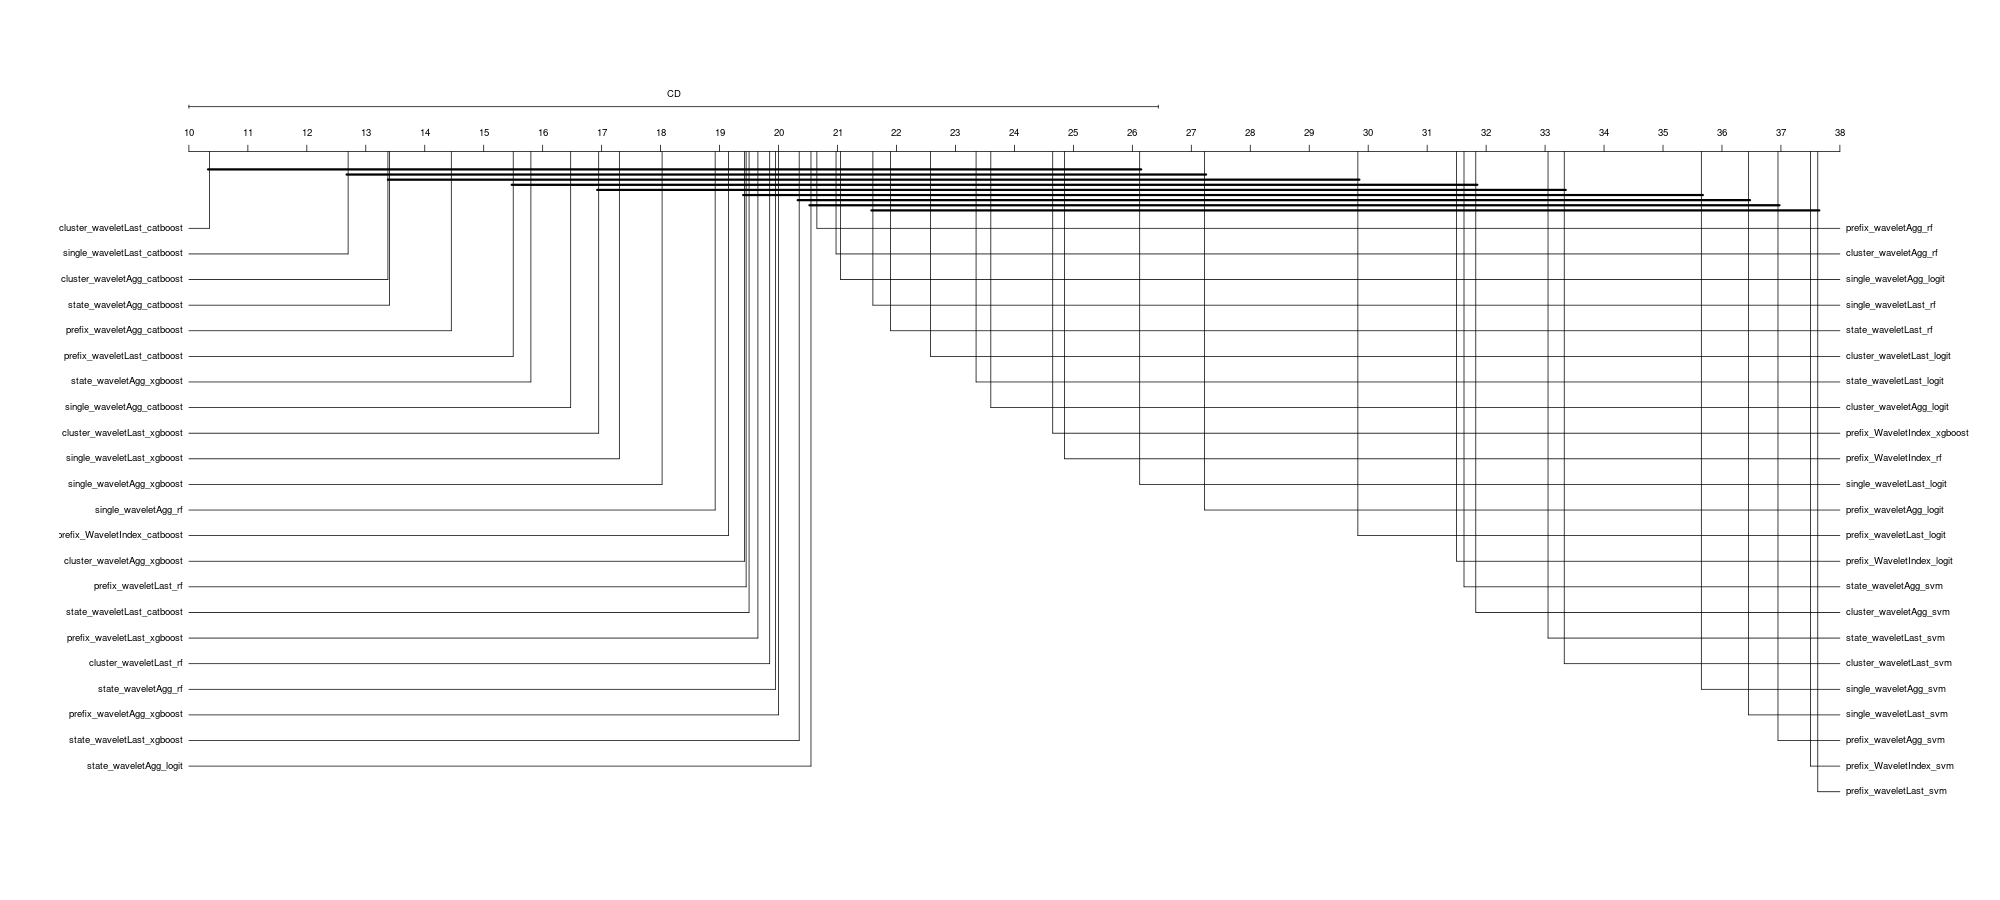 CD
10 11 12 13 14 15 16 17 18 19 20 21 22 23 24 25 26 27 28 29 30 31 32 33 34 35 36 37 38
cluster_waveletLast_catboost
single_waveletLast_catboost
cluster_waveletAgg_catboost
state_waveletAgg_catboost
prefix_waveletAgg_catboost
prefix_waveletLast_catboost
state_waveletAgg_xgboost
single_waveletAgg_catboost
cluster_waveletLast_xgboost
single_waveletLast_xgboost
single_waveletAgg_xgboost
single_waveletAgg_rf
prefix_WaveletIndex_catboost
cluster_waveletAgg_xgboost
prefix_waveletLast_rf
state_waveletLast_catboost
prefix_waveletLast_xgboost
cluster_waveletLast_rf
state_waveletAgg_rf
prefix_waveletAgg_xgboost
state_waveletLast_xgboost
state_waveletAgg_logit
prefix_waveletAgg_rf
cluster_waveletAgg_rf
single_waveletAgg_logit
single_waveletLast_rf
state_waveletLast_rf
cluster_waveletLast_logit
state_waveletLast_logit
cluster_waveletAgg_logit
prefix_WaveletIndex_xgboost
prefix_WaveletIndex_rf
single_waveletLast_logit
prefix_waveletAgg_logit
prefix_waveletLast_logit
prefix_WaveletIndex_logit
state_waveletAgg_svm
cluster_waveletAgg_svm
state_waveletLast_svm
cluster_waveletLast_svm
single_waveletAgg_svm
single_waveletLast_svm
prefix_waveletAgg_svm
prefix_WaveletIndex_svm
prefix_waveletLast_svm